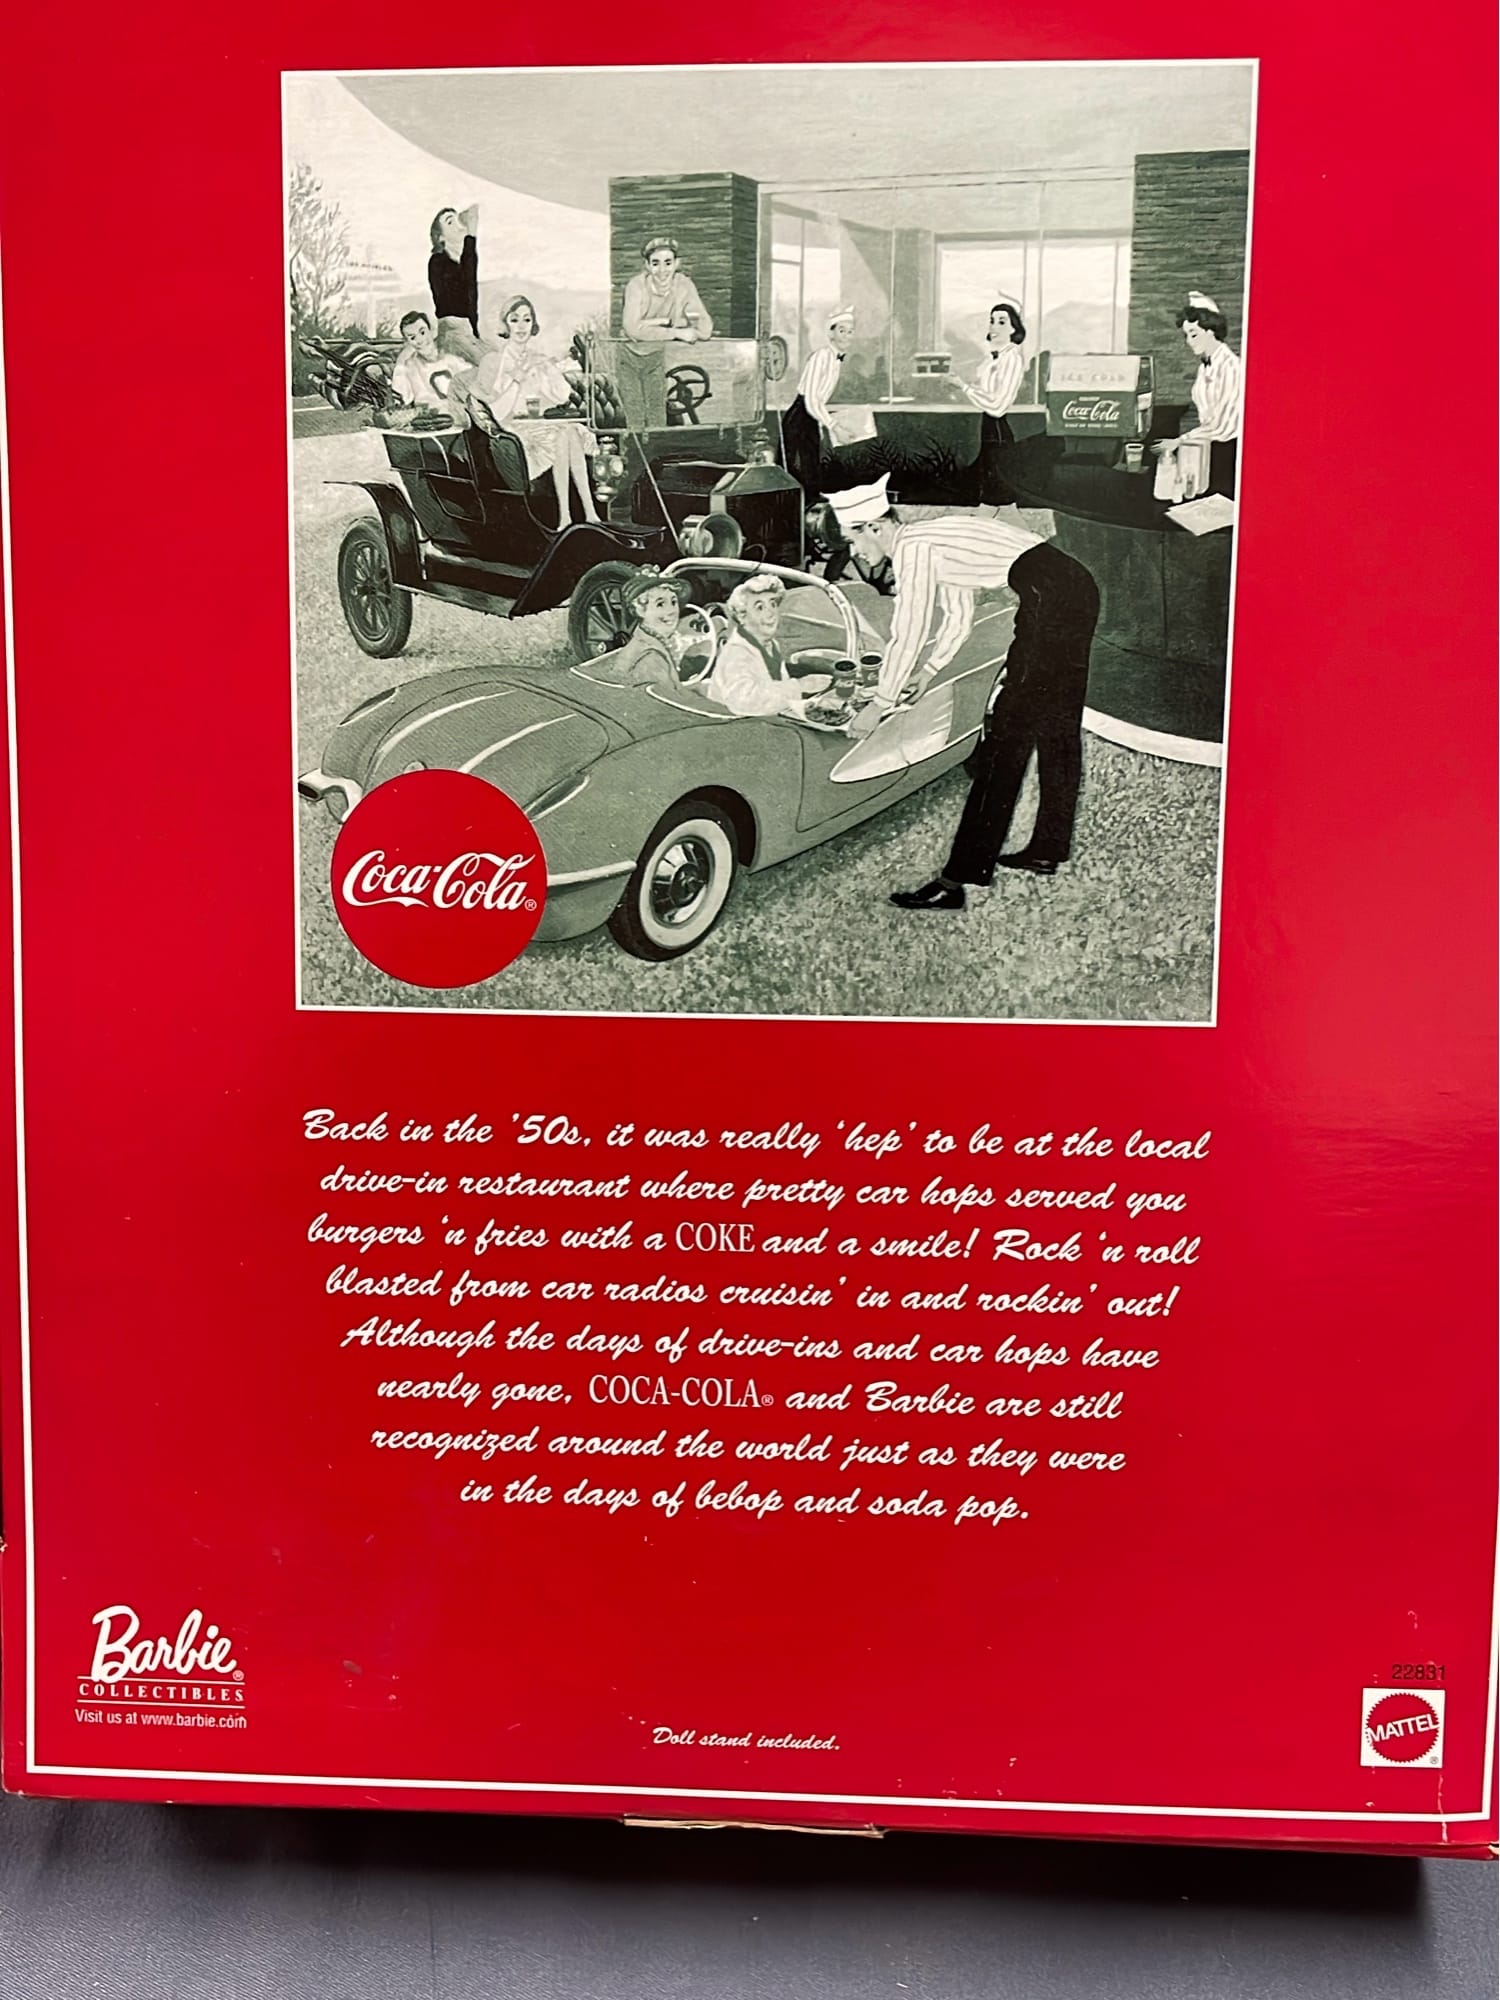 ICE COLD
Coca-Cola
Coca-Cola®
Back in the '50s, it was really 'hep' to be at the local
drive-in restaurant where pretty car hops served you
burgers 'n fries with a COKE and a smile! Rock 'n roll
blasted from car radios cruisin' in and rockin' out!
Although the days of drive-ins and car hops have
nearly gone, COCA-COLA® and Barbie are still
recognized around the world just as they were
in the days of bebop and soda pop.
Barbie®
COLLECTIBLES
Visit us at www.barbie.com
Doll stand included.
22831
MATTEL
®